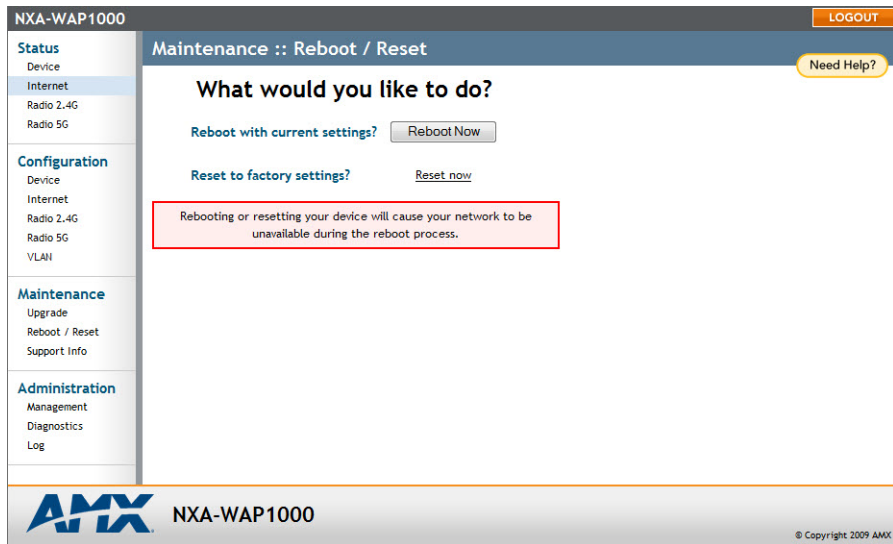 NXA-WAP1000
LOGOUT
Status
Device
Internet
Radio 2.4G
Radio 5G
Configuration
Device
Internet
Radio 2.4G
Radio 5G
VLAN
Maintenance
Upgrade
Reboot / Reset
Support Info
Administration
Management
Diagnostics
Log
Maintenance :: Reboot / Reset
Need Help?
What would you like to do?
Reboot with current settings? Reboot Now
Reset to factory settings? Reset now
Rebooting or resetting your device will cause your network to be
unavailable during the reboot process.
AMX NXA-WAP1000
© Copyright 2009 AMX